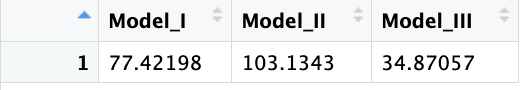 Model_I Model_II Model_III
1 77.42198 103.1343 34.87057